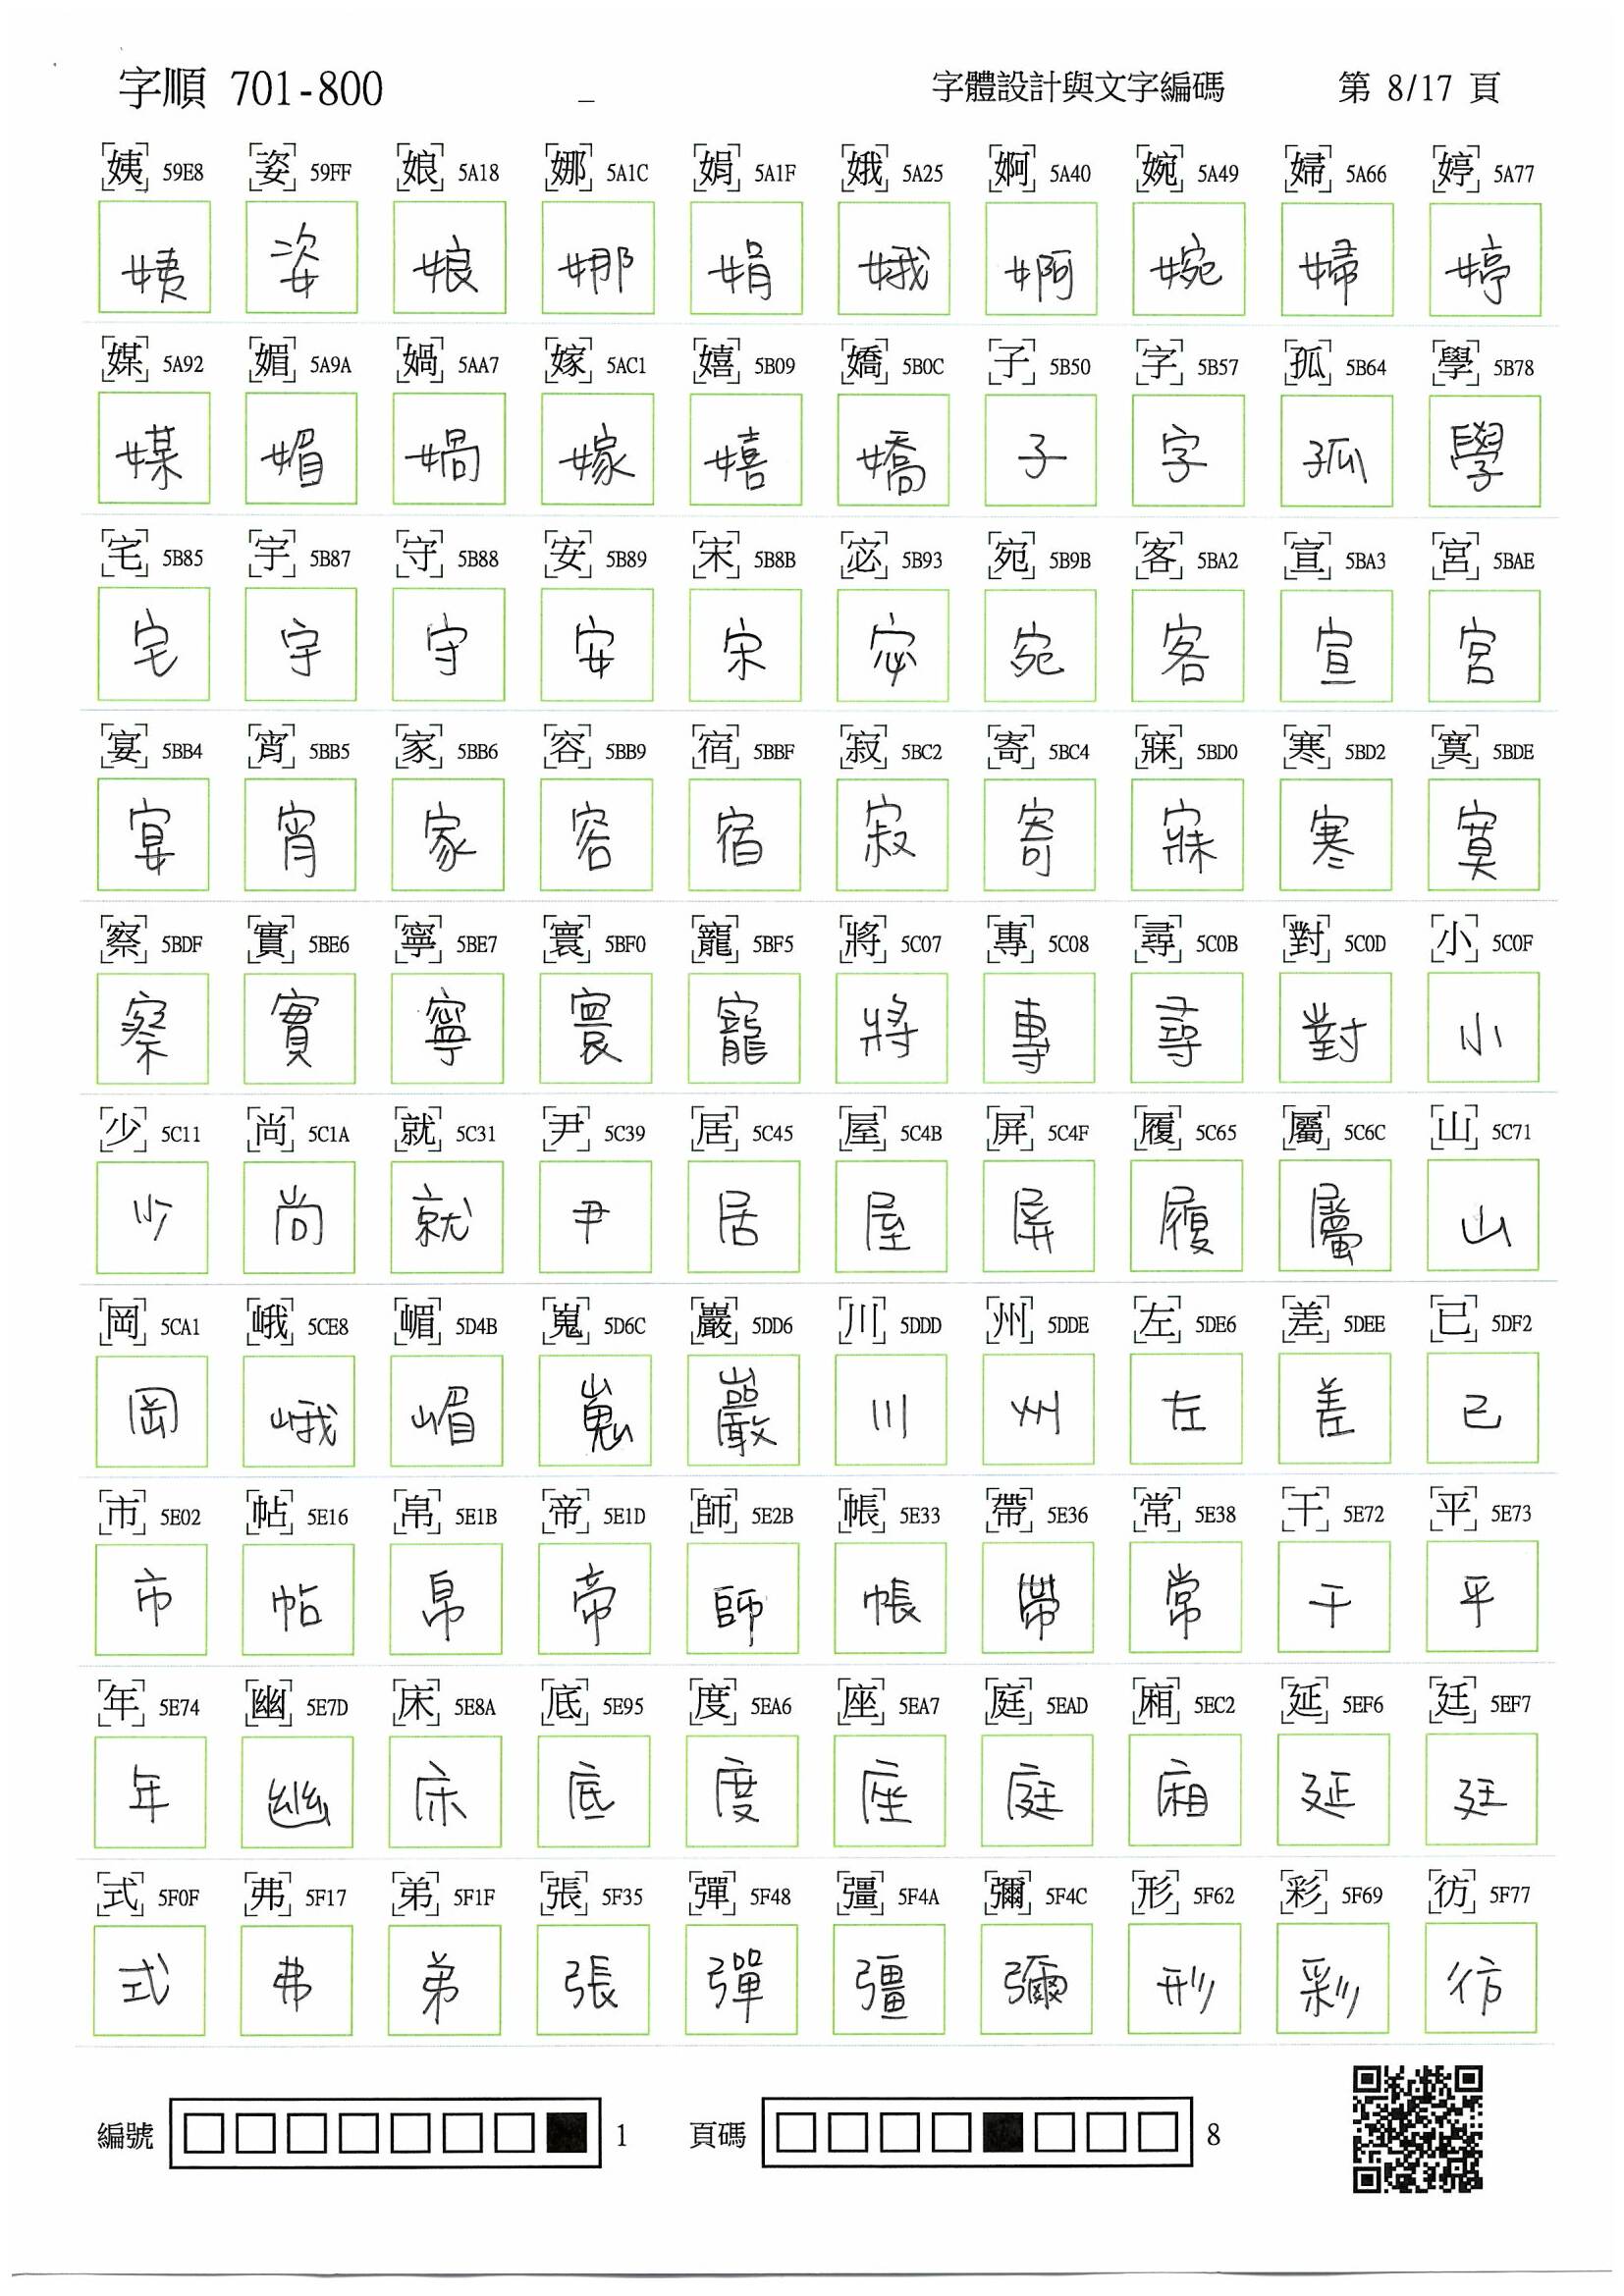 字順 701-800 字體設計與文字編碼 第 8/17 頁
姨 59E8 姿 59FF 娘 5A18 娜 5A1C 娟 5A1F 娥 5A25 婀 5A40 婉 5A49 婦 5A66 婷 5A77
姨 姿 娘 娜 娟 娥 婀 婉 婦 婷
媒 5A92 媚 5A9A 媧 5AA7 嫁 5AC1 嬉 5B09 嬌 5B0C 子 5B50 字 5B57 孤 5B64 學 5B78
媒 媚 媧 嫁 嬉 嬌 子 字 孤 學
宅 5B85 宇 5B87 守 5B88 安 5B89 宋 5B8B 宓 5B93 宛 5B9B 客 5BA2 宣 5BA3 宮 5BAE
宅 宇 守 安 宋 宓 宛 客 宣 宮
宴 5BB4 宵 5BB5 家 5BB6 容 5BB9 宿 5BBF 寂 5BC2 寄 5BC4 寐 5BD0 寒 5BD2 寞 5BDE
宴 宵 家 容 宿 寂 寄 寐 寒 寞
察 5BDF 實 5BE6 寧 5BE7 寰 5BF0 寵 5BF5 將 5C07 專 5C08 尋 5C0B 對 5C0D 小 5C0F
察 實 寧 寰 寵 將 專 尋 對 小
少 5C11 尚 5C1A 就 5C31 尹 5C39 居 5C45 屋 5C4B 屏 5C4F 履 5C65 屬 5C6C 山 5C71
少 尚 就 尹 居 屋 屏 履 屬 山
岡 5CA1 峨 5CE8 嵋 5D4B 嵬 5D6C 巖 5DD6 川 5DDD 州 5DDE 左 5DE6 差 5DEE 已 5DF2
岡 峨 嵋 嵬 巖 川 州 左 差 已
市 5E02 帖 5E16 帛 5E1B 帝 5E1D 師 5E2B 帳 5E33 帶 5E36 常 5E38 干 5E72 平 5E73
市 帖 帛 帝 師 帳 帶 常 干 平
年 5E74 幽 5E7D 床 5E8A 底 5E95 度 5EA6 座 5EA7 庭 5EAD 廂 5EC2 延 5EF6 廷 5EF7
年 幽 床 底 度 座 庭 廂 延 廷
式 5F0F 弗 5F17 弟 5F1F 張 5F35 彈 5F48 彊 5F4A 彌 5F4C 形 5F62 彩 5F69 彷 5F77
式 弗 弟 張 彈 彊 彌 形 彩 彷
編號 1 頁碼 8